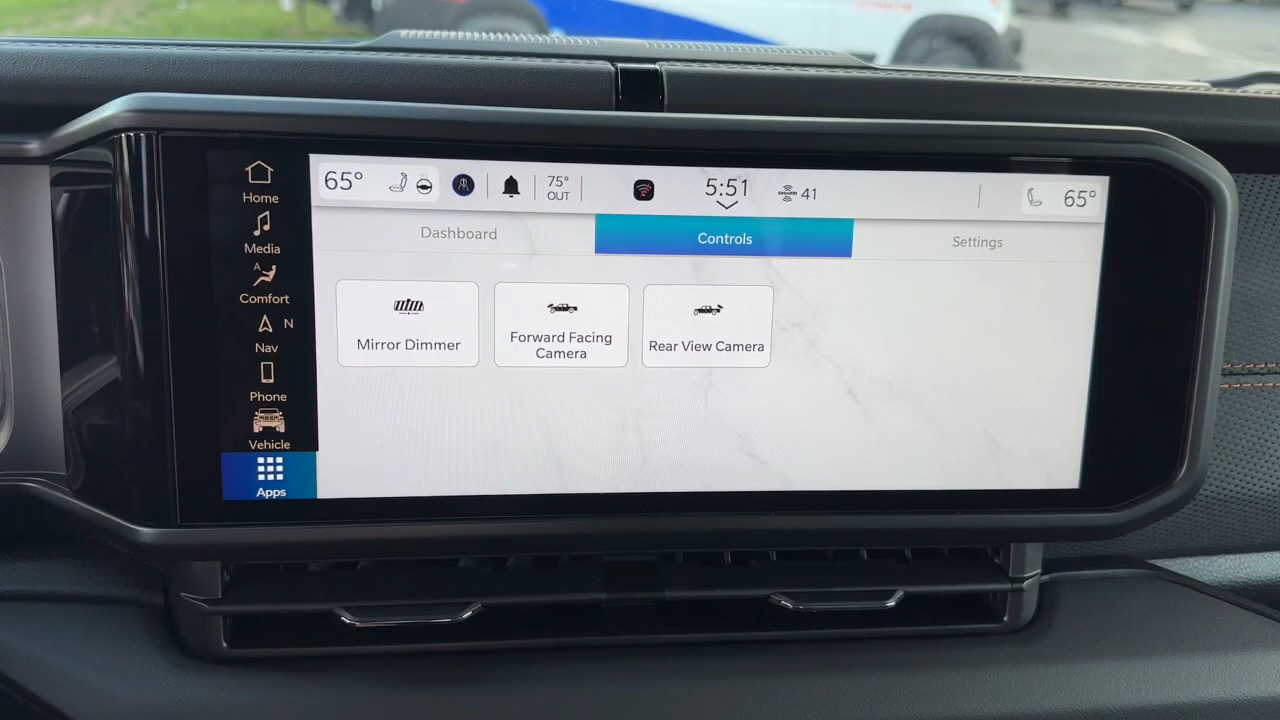 Home
Media
A
Comfort
N
Nav
Phone
Vehicle
Apps
65°
75°
OUT
5:51
41
65°
Dashboard
Controls
Settings
Mirror Dimmer
Forward Facing
Camera
Rear View Camera